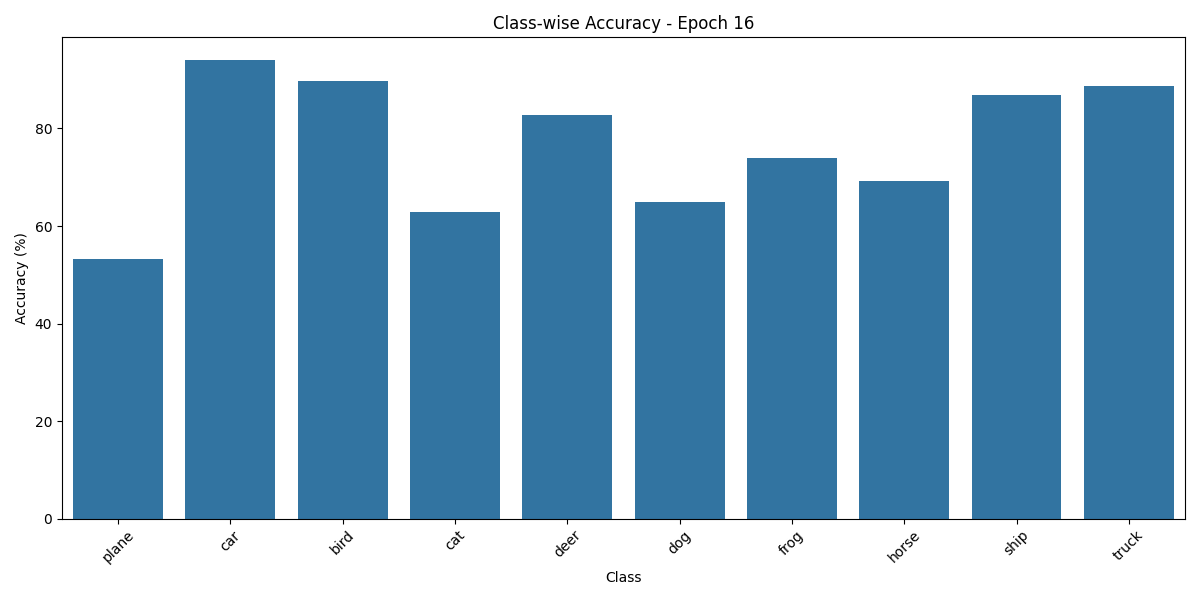 Class-wise Accuracy - Epoch 16
Accuracy (%)
80
60
40
20
0
plane car bird cat deer dog frog horse ship truck
Class